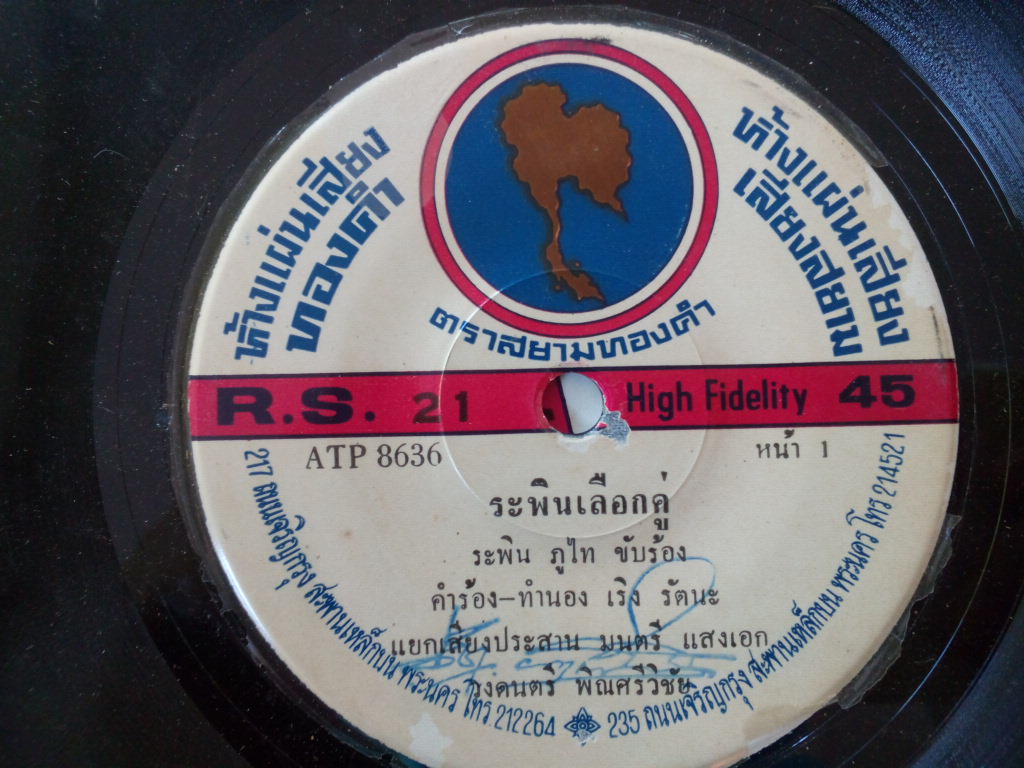 ห้างแผ่นเสียง
ทองคำ
ห้างแผ่นเสียง
เสียงสยาม
ตราสยามทองคำ
R.S. 21 High Fidelity 45
ATP 8636 หน้า 1
ระพินเลือกคู่
ระพิน ภูไท ขับร้อง
คำร้อง-ทำนอง เริง รัตนะ
แยกเสียงประสาน มนตรี แสงเอก
วงดนตรี พิณศรีวิชัย
217 ถนนเจริญกรุง สะพานเหล็กบน พระนคร โทร 212264
235 ถนนเจริญกรุง สะพานเหล็กบน พระนคร โทร 214521